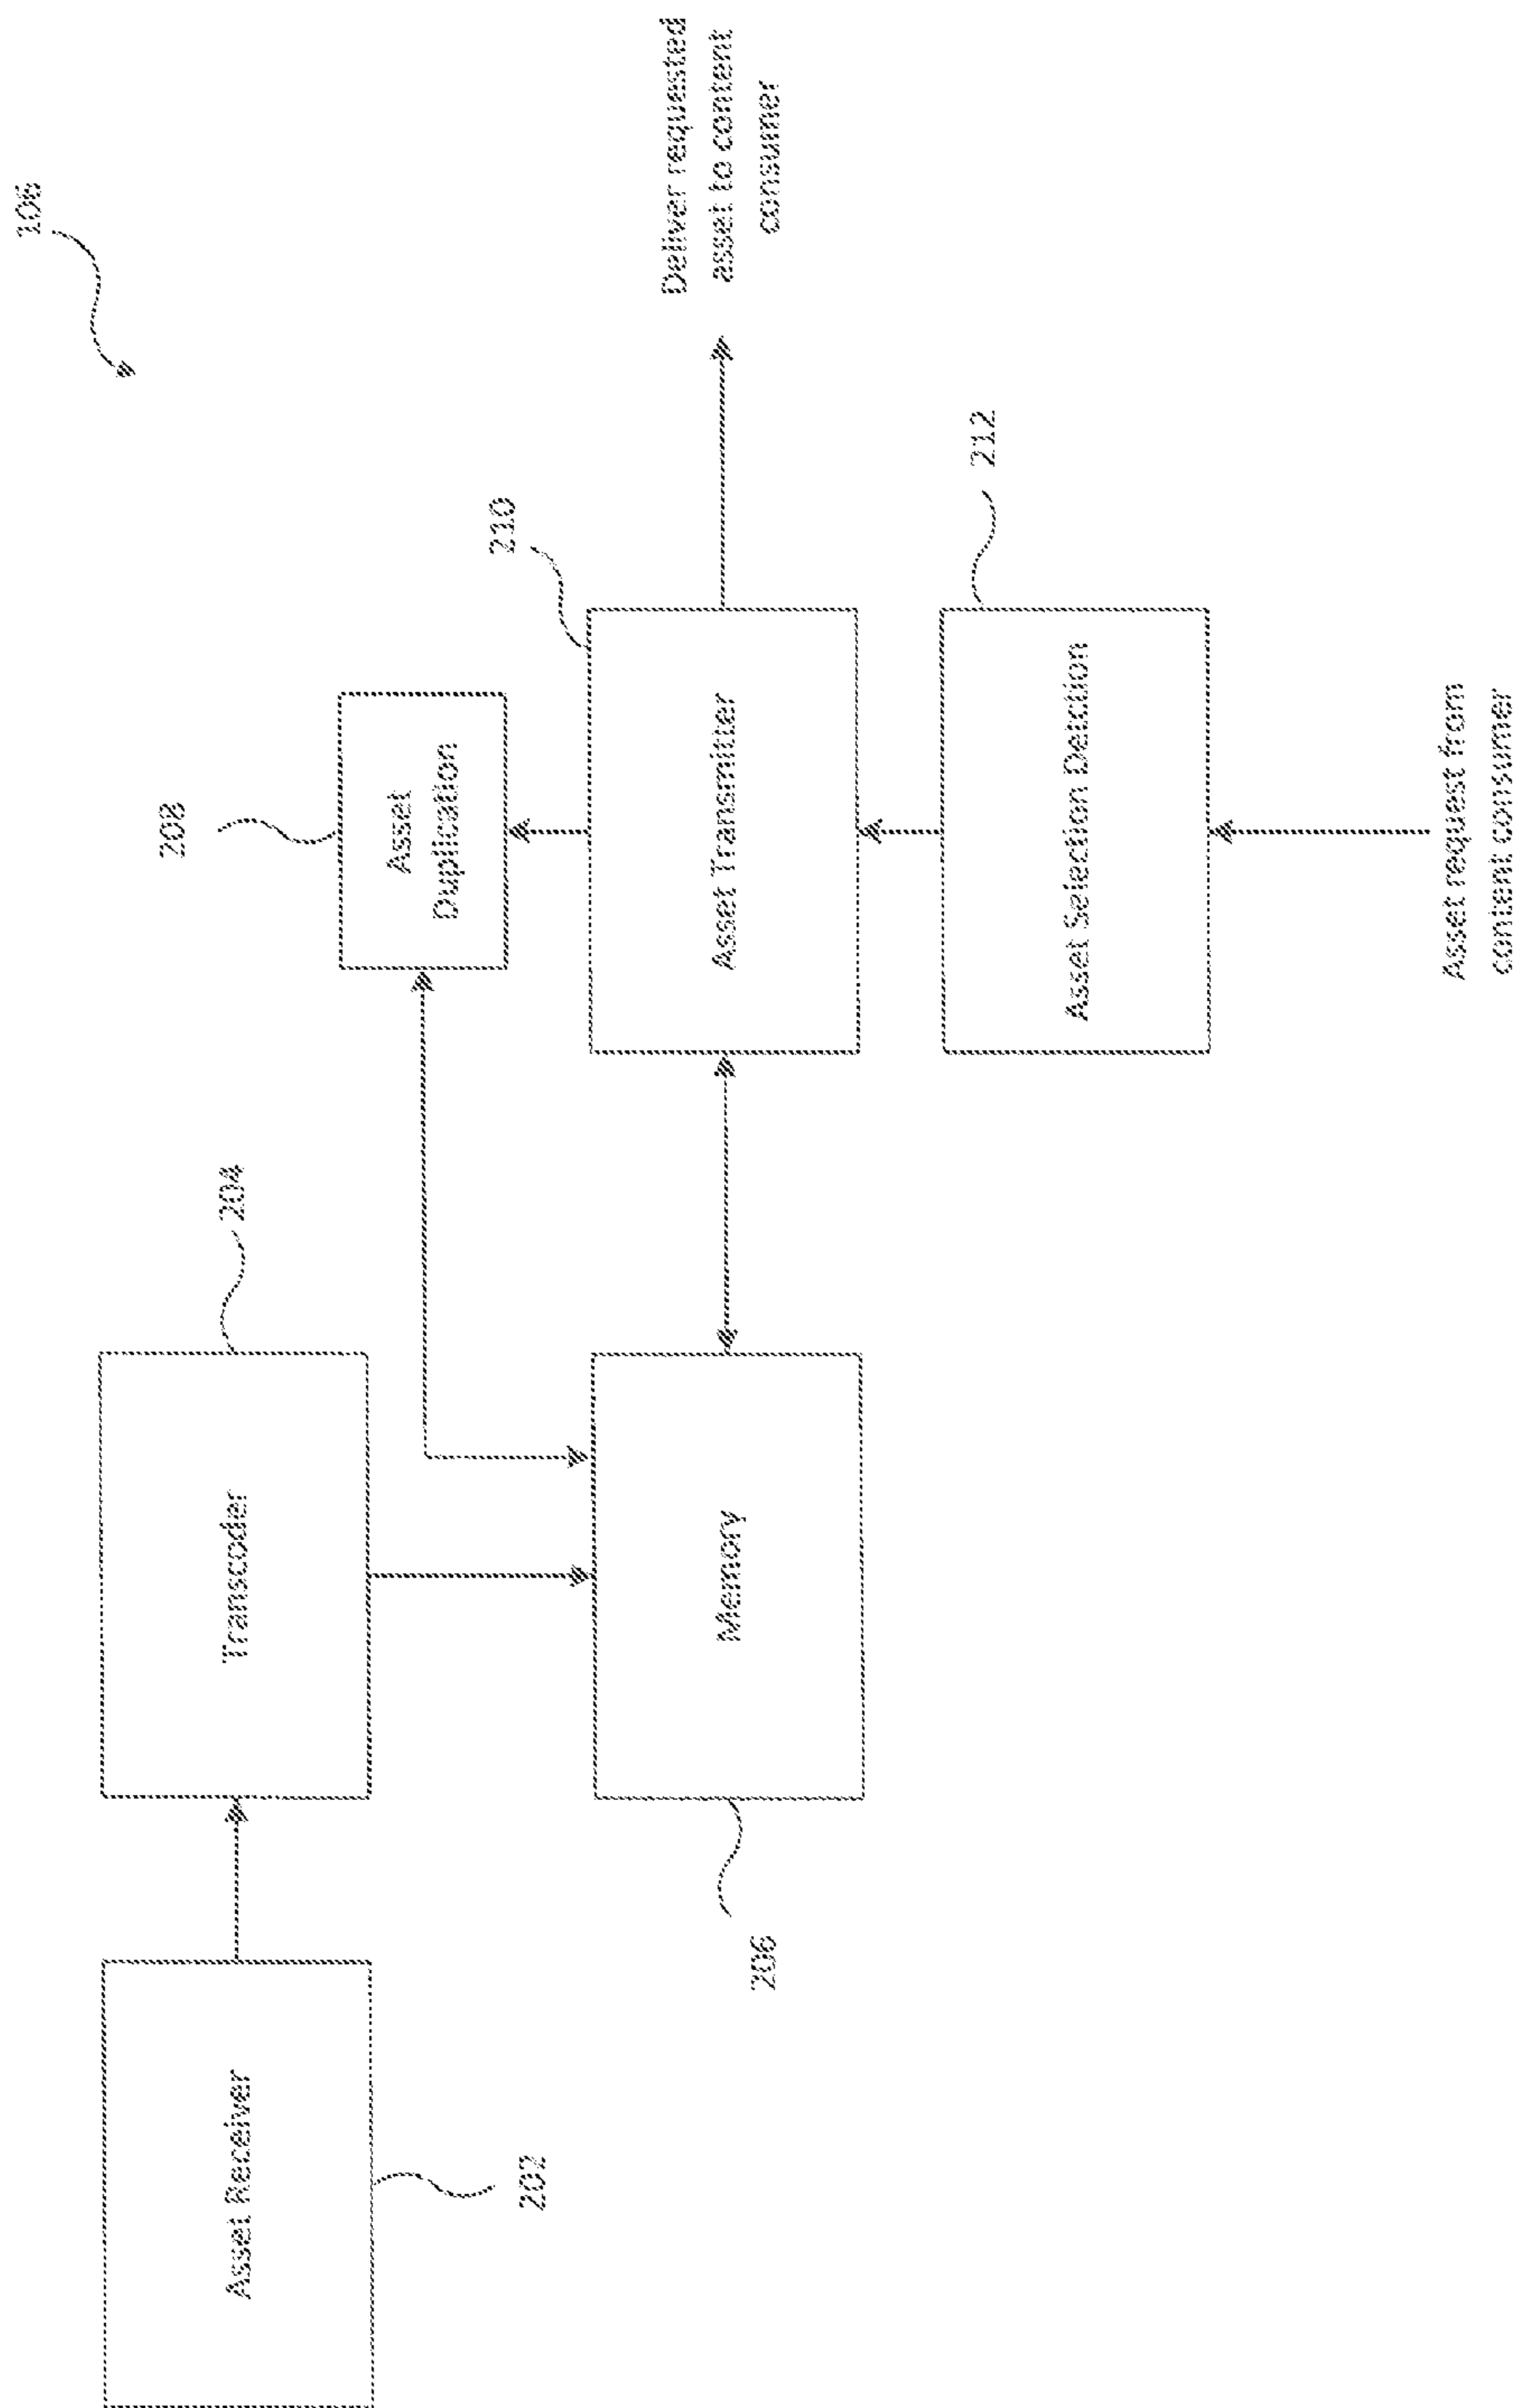 106
Asset Receiver
202
Transcoder
204
208
Asset
Duplication
Memory
206
Asset Transmitter
210
Deliver requested
asset to content
consumer
Asset Selection Detction
212
Asset request from
content consumer